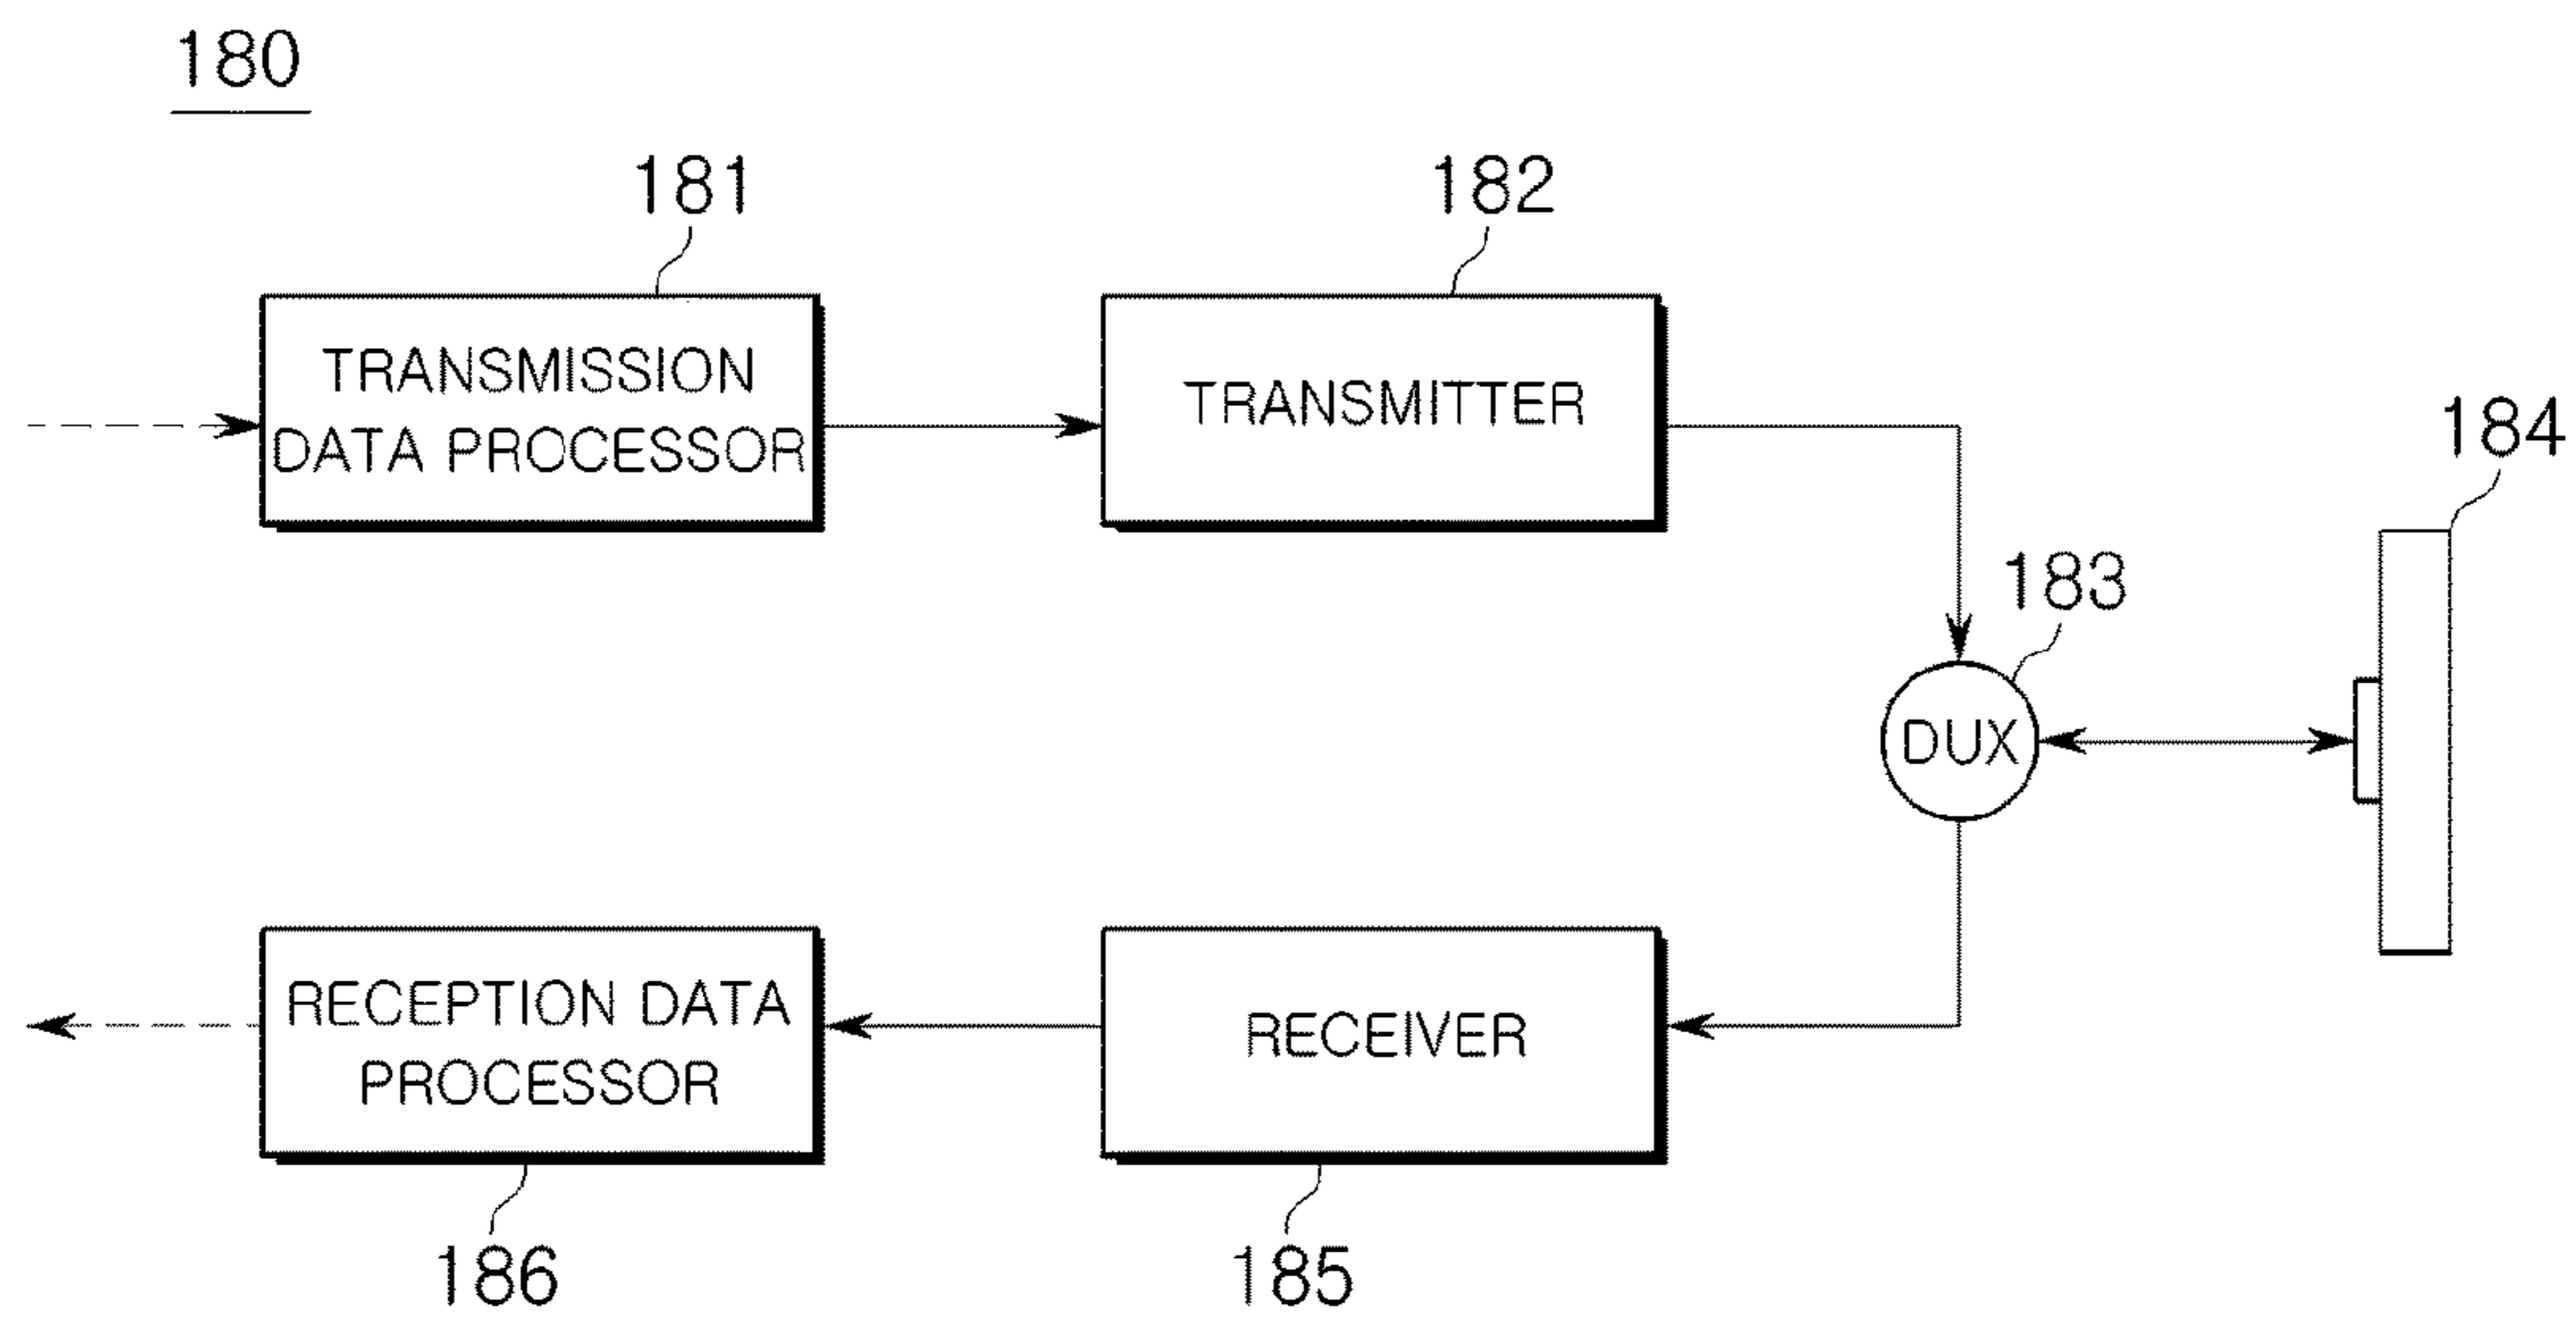 180
181
182
TRANSMISSION
DATA PROCESSOR
TRANSMITTER
184
183
DUX
RECEPTION DATA
PROCESSOR
RECEIVER
186
185